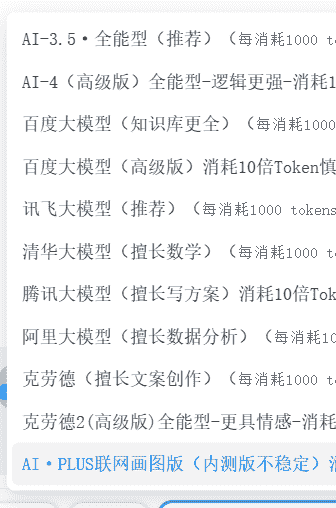 AI-3.5·全能型（推荐）（每消耗1000 to
AI-4（高级版）全能型-逻辑更强-消耗1
百度大模型（知识库更全）（每消耗1000
百度大模型（高级版）消耗10倍Token慎
讯飞大模型（推荐）（每消耗1000 tokens
清华大模型（擅长数学）（每消耗1000 to
腾讯大模型（擅长写方案）消耗10倍Tok
阿里大模型（擅长数据分析）（每消耗10
克劳德（擅长文案创作）（每消耗1000 to
克劳德2(高级版)全能型-更具情感-消耗
AI·PLUS联网画图版（内测版不稳定）消